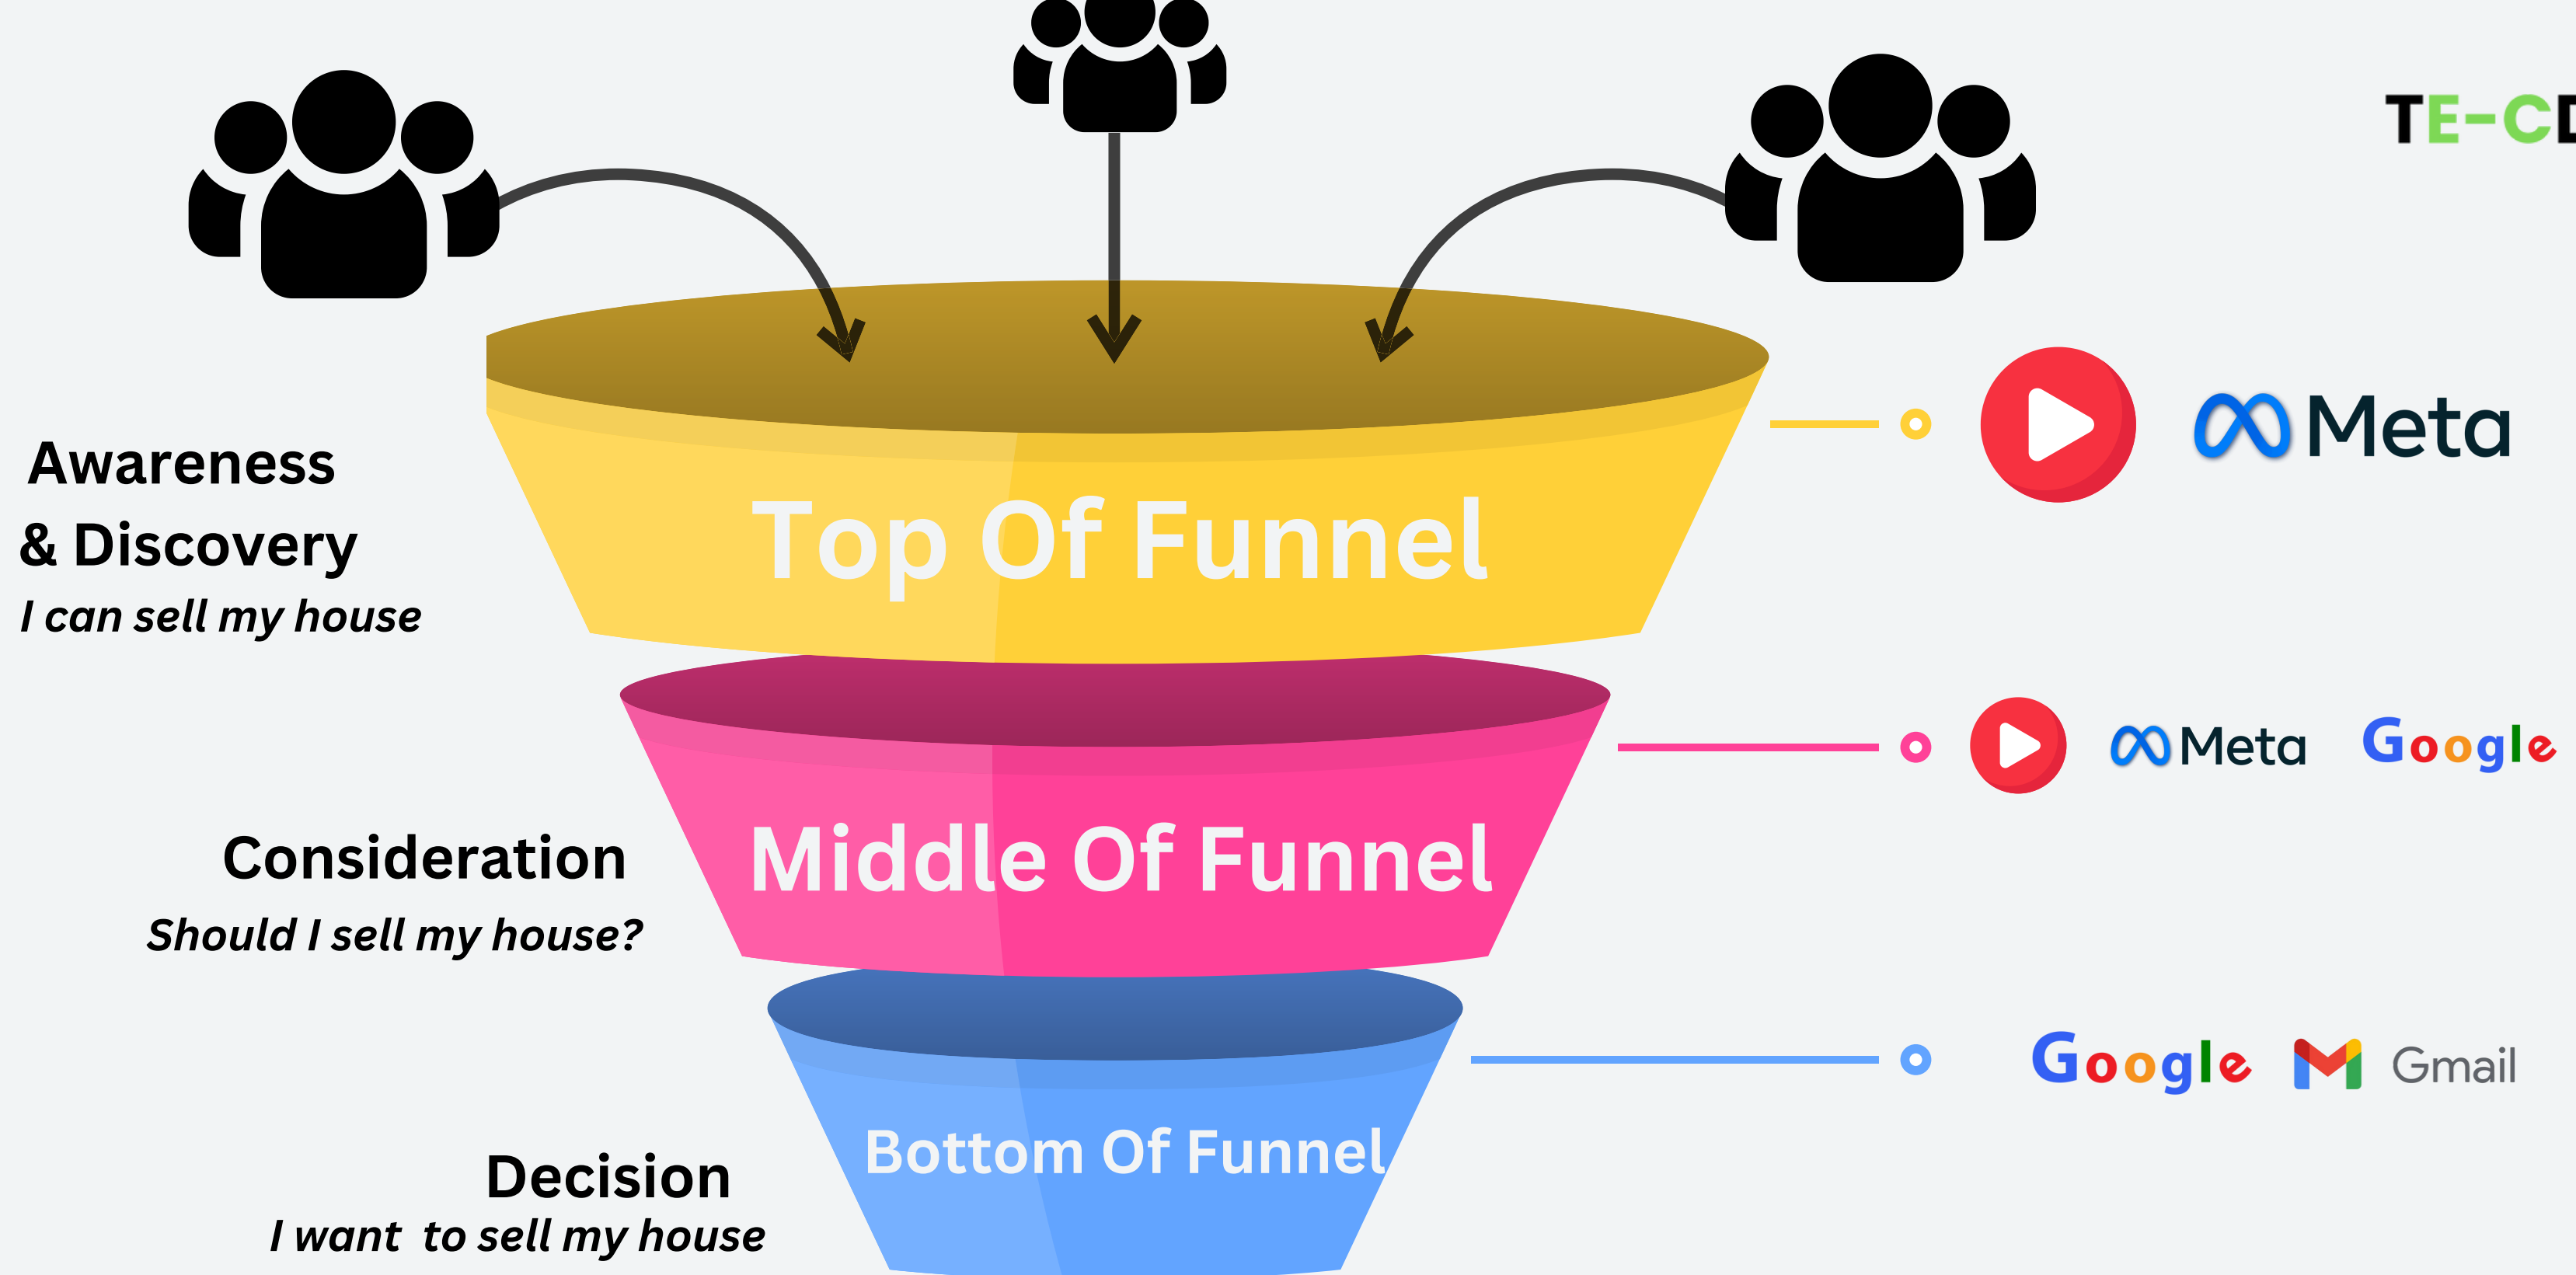 TE-CD
Awareness
& Discovery
I can sell my house
Top Of Funnel
Meta
Consideration
Should I sell my house?
Middle Of Funnel
Meta
Google
Decision
I want to sell my house
Bottom Of Funnel
Google
Gmail